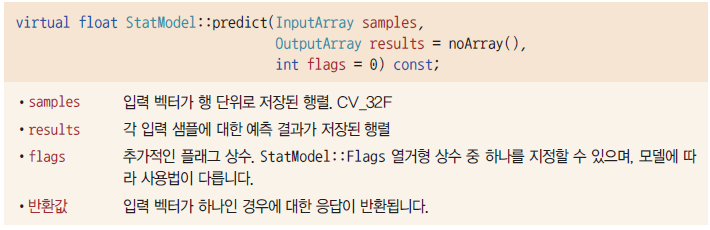 virtual float StatModel::predict(InputArray samples,
OutputArray results = noArray(),
int flags = 0) const;
• samples 입력 벡터가 행 단위로 저장된 행렬. CV_32F
• results 각 입력 샘플에 대한 예측 결과가 저장된 행렬
• flags 추가적인 플래그 상수. StatModel::Flags 열거형 상수 중 하나를 지정할 수 있으며, 모델에 따
라 사용법이 다릅니다.
• 반환값 입력 벡터가 하나인 경우에 대한 응답이 반환됩니다.